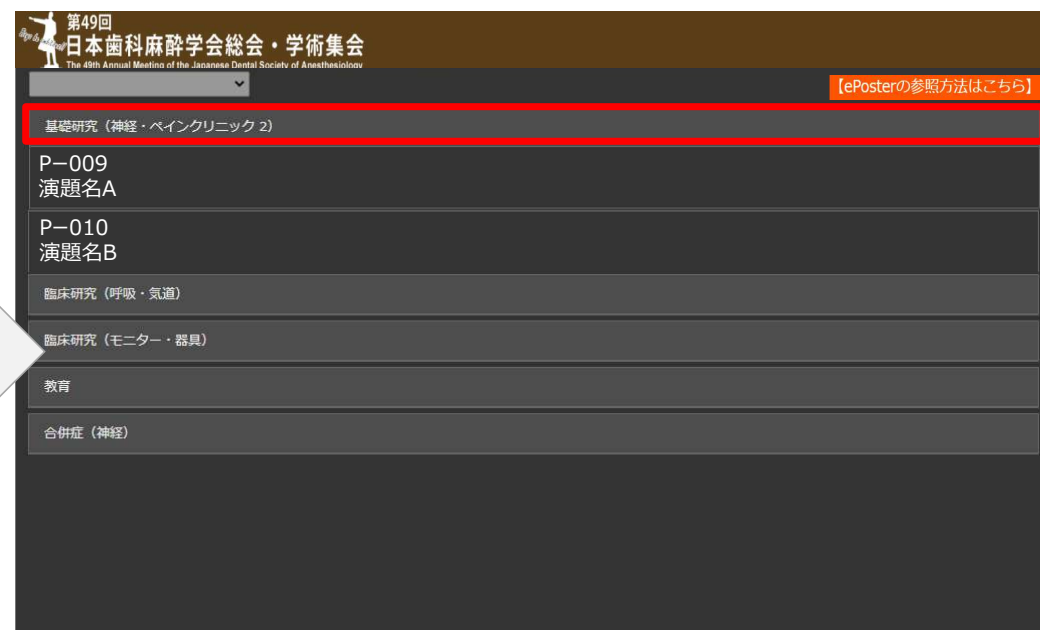 第49回
日本歯科麻酔学会総会・学術集会
The 49th Annual Meeting of the Japanese Dental Society of Anesthesiology
【ePosterの参照方法はこちら】
基礎研究（神経・ペインクリニック 2）
P－009
演題名A
P－010
演題名B
臨床研究（呼吸・気道）
臨床研究（モニター・器具）
教育
合併症（神経）